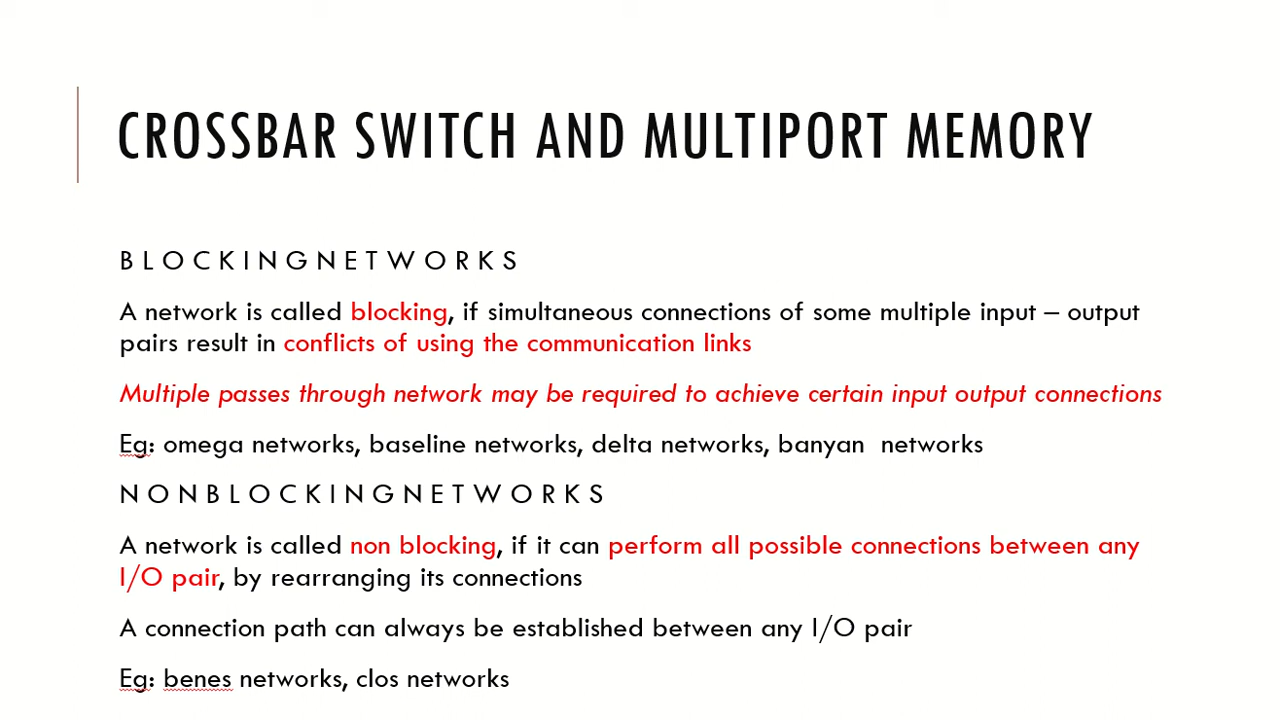 CROSSBAR SWITCH AND MULTIPORT MEMORY
B L O C K I N G N E T W O R K S
A network is called blocking, if simultaneous connections of some multiple input – output
pairs result in conflicts of using the communication links
Multiple passes through network may be required to achieve certain input output connections
Eg: omega networks, baseline networks, delta networks, banyan  networks
N O N B L O C K I N G N E T W O R K S
A network is called non blocking, if it can perform all possible connections between any
I/O pair, by rearranging its connections
A connection path can always be established between any I/O pair
Eg: benes networks, clos networks